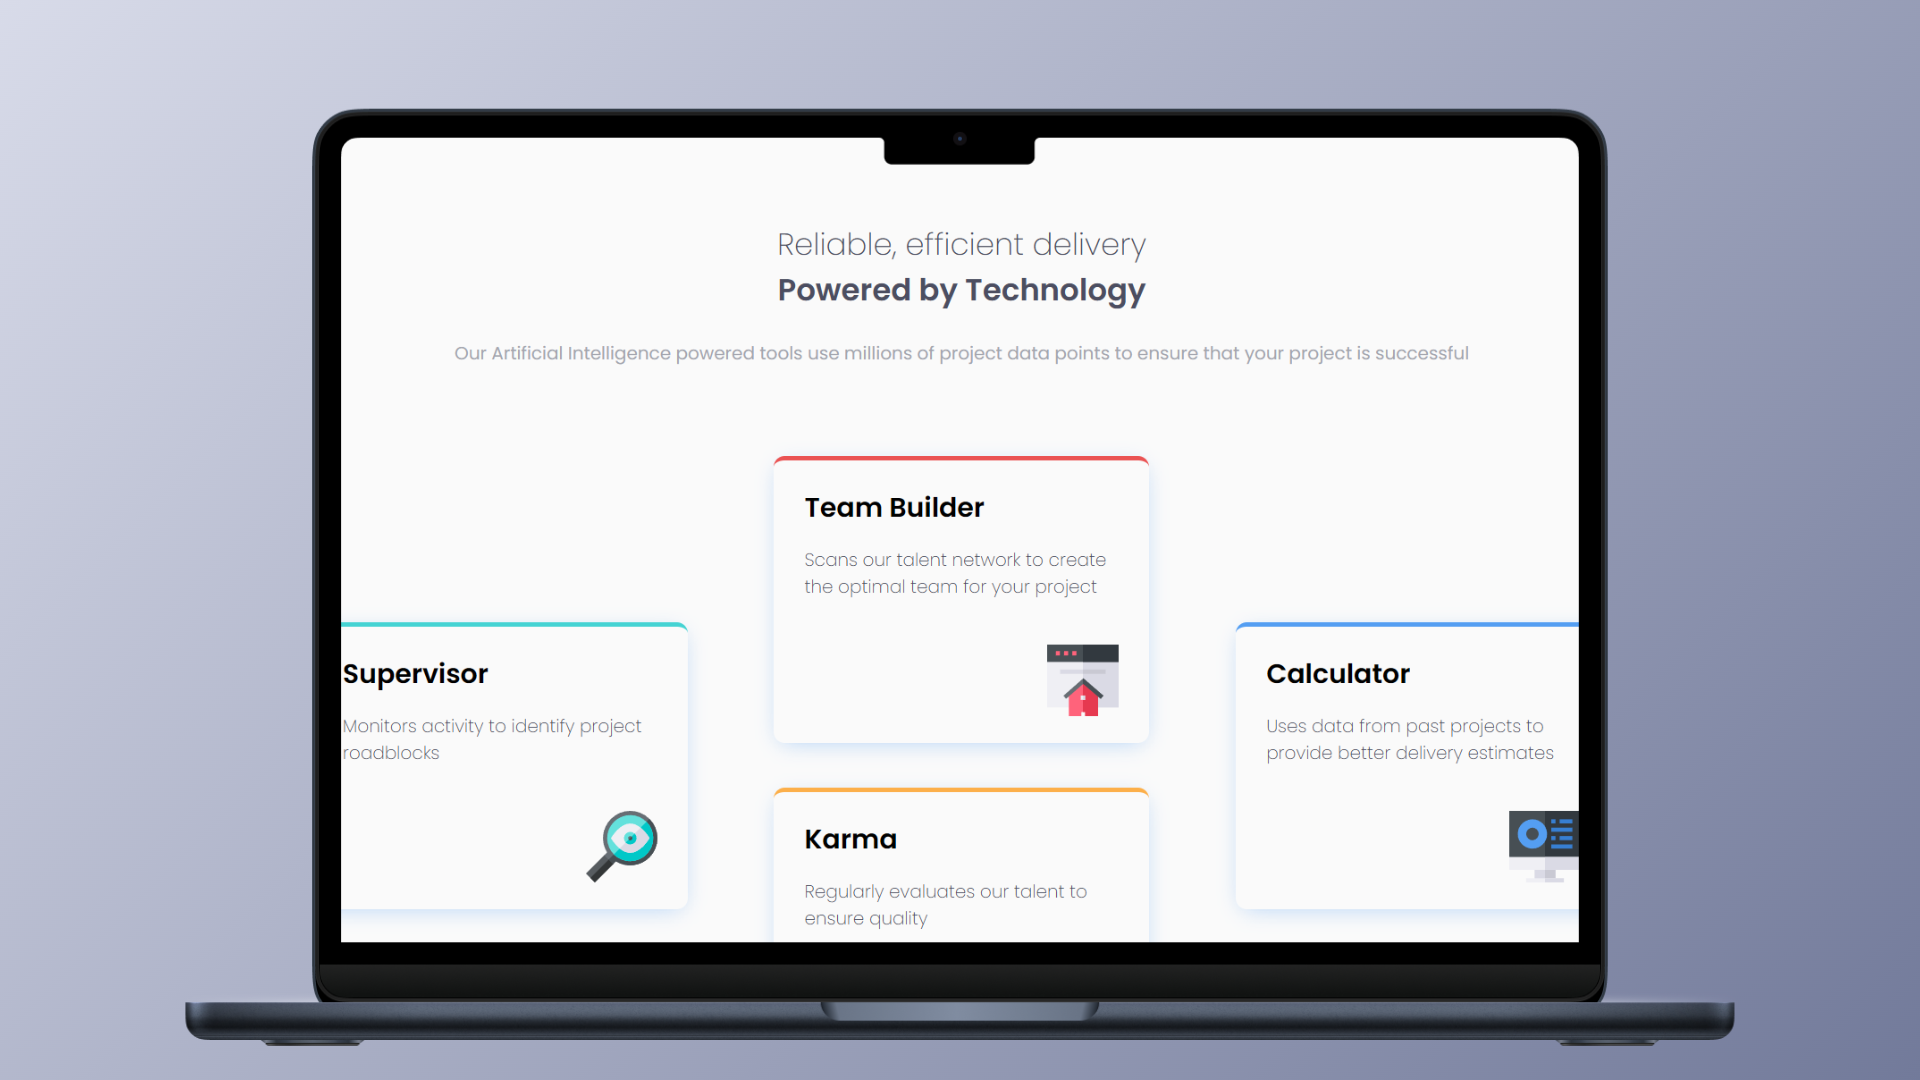 Reliable, efficient delivery
Powered by Technology
Our Artificial Intelligence powered tools use millions of project data points to ensure that your project is successful
Team Builder
Scans our talent network to create
the optimal team for your project
Supervisor
Monitors activity to identify project
roadblocks
Calculator
Uses data from past projects to
provide better delivery estimates
Karma
Regularly evaluates our talent to
ensure quality